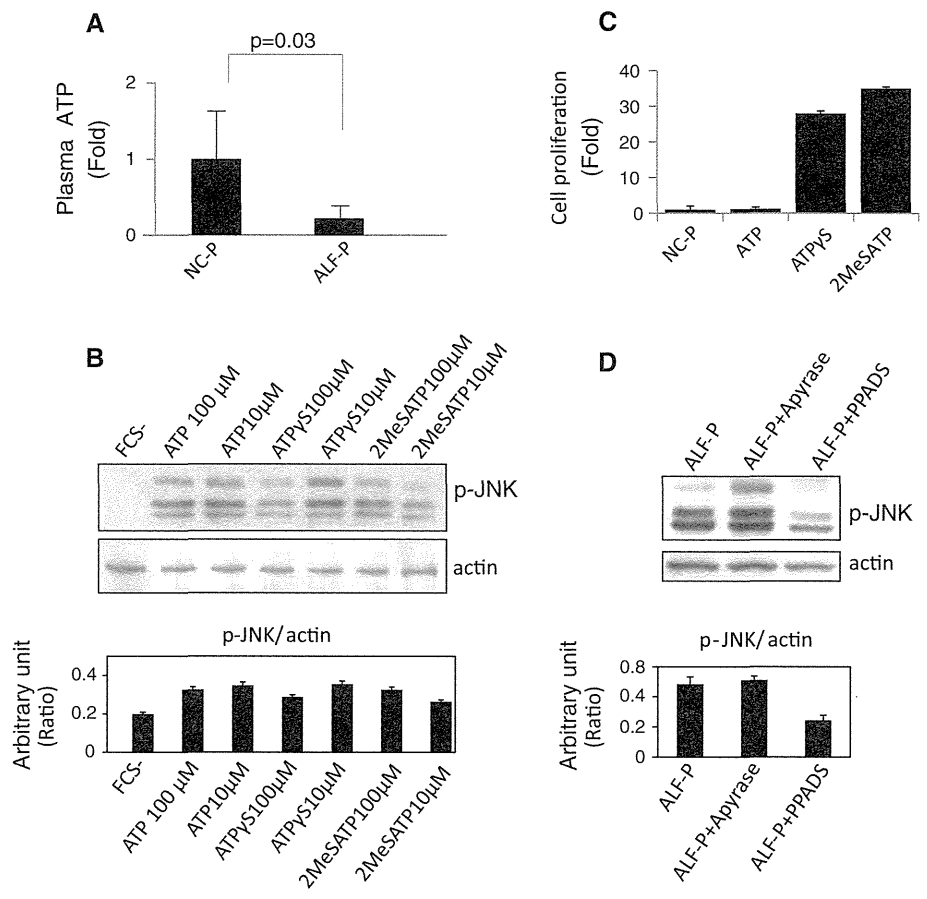 A
p=0.03
Plasma ATP
(Fold)
2
1
0
NC-P
ALF-P
C
Cell proliferation
(Fold)
40
30
20
10
0
NC-P
ATP
ATPγS
2MeSATP
B
FCS-
ATP 100 μM
ATP10μM
ATPγS100μM
ATPγS10μM
2MeSATP100μM
2MeSATP10μM
p-JNK
actin
p-JNK/actin
Arbitrary unit
(Ratio)
0.4
0.2
0
FCS-
ATP 100 μM
ATP10μM
ATPγS100μM
ATPγS10μM
2MeSATP100μM
2MeSATP10μM
D
ALF-P
ALF-P+Apyrase
ALF-P+PPADS
p-JNK
actin
p-JNK/actin
Arbitrary unit
(Ratio)
0.8
0.4
0.2
0
ALF-P
ALF-P+Apyrase
ALF-P+PPADS